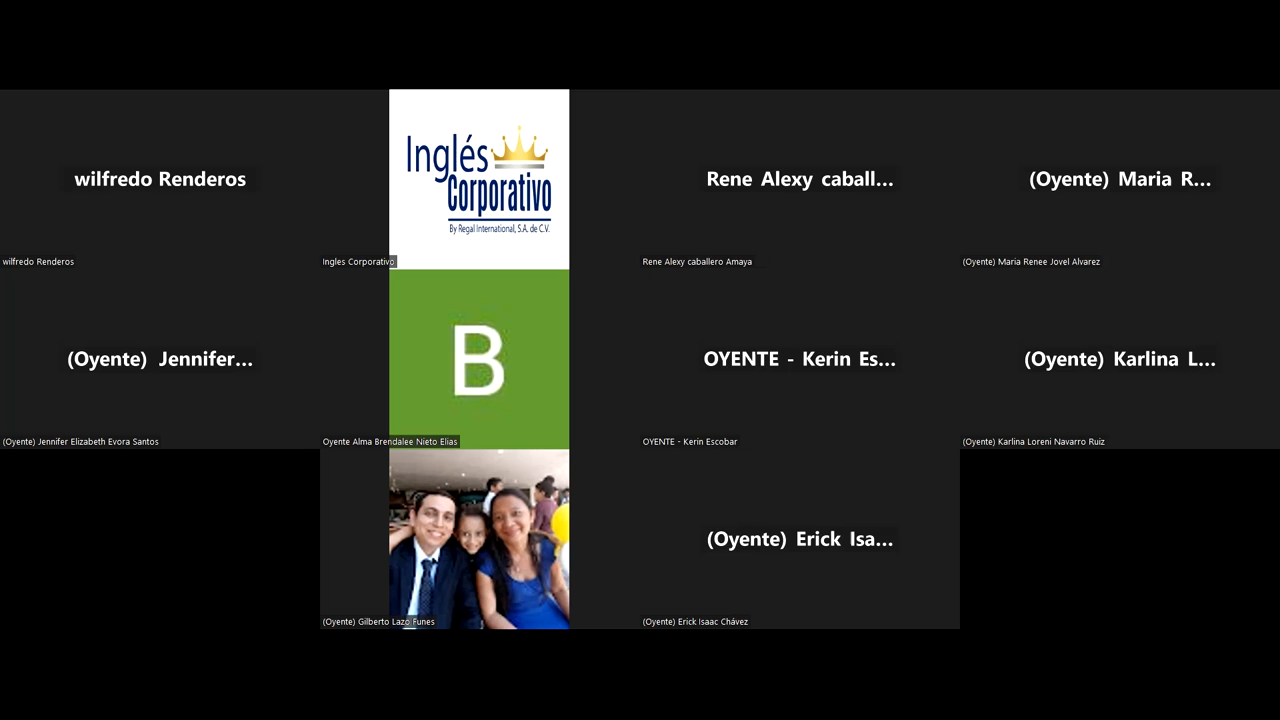 wilfredo Renderos
wilfredo Renderos
Inglés
Corporativo
By Regal International, S.A. de C.V.
Ingles Corporativo
Rene Alexy caball...
Rene Alexy caballero Amaya
(Oyente) Maria R...
(Oyente) Maria Renee Jovel Alvarez
(Oyente) Jennifer...
(Oyente) Jennifer Elizabeth Evora Santos
B
Oyente Alma Brendalee Nieto Elias
OYENTE - Kerin Es...
OYENTE - Kerin Escobar
(Oyente) Karlina L...
(Oyente) Karlina Loreni Navarro Ruiz
(Oyente) Gilberto Lazo Funes
(Oyente) Erick Isa...
(Oyente) Erick Isaac Chávez